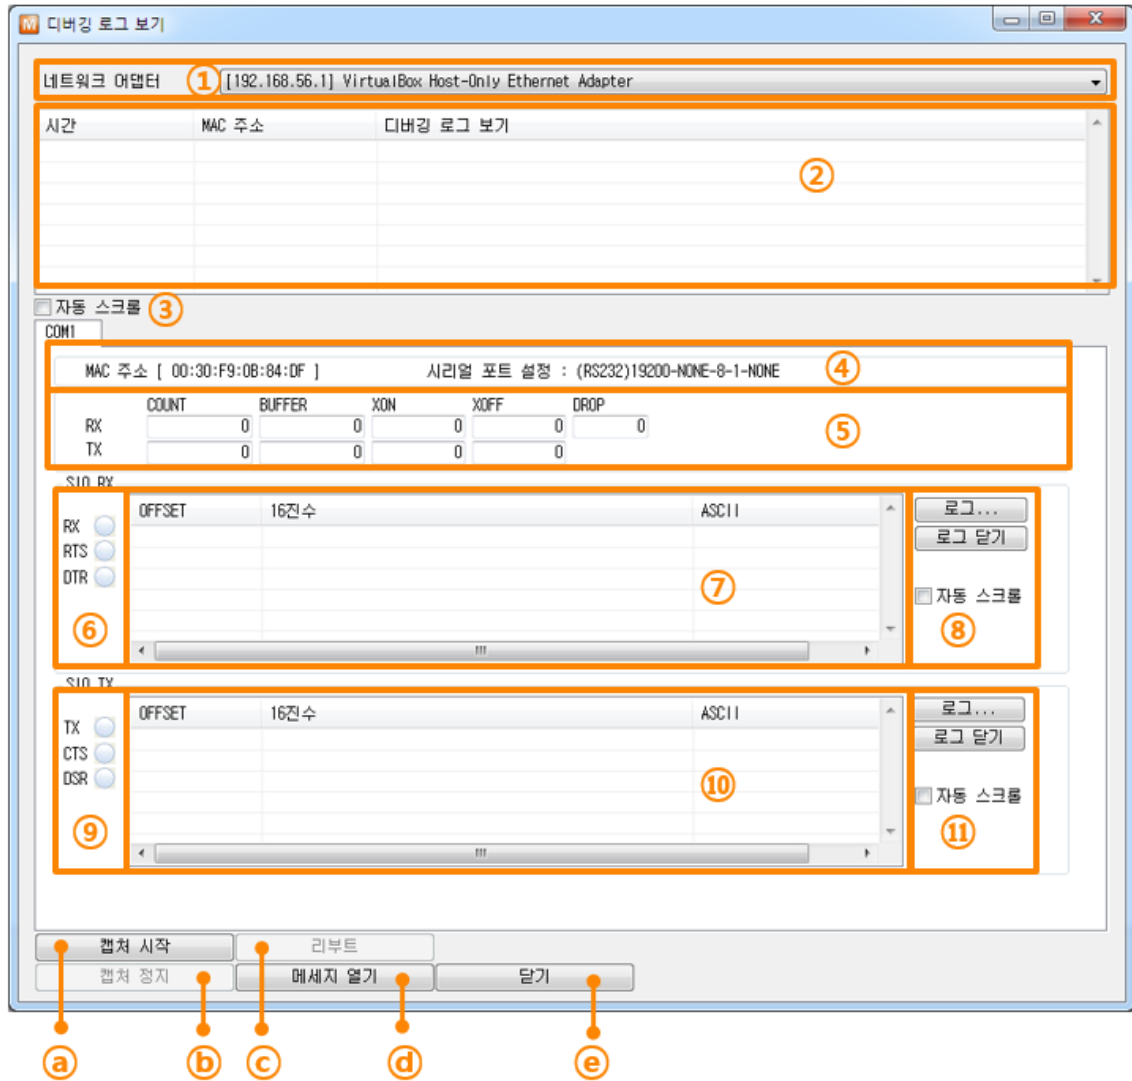 디버깅 로그 보기
네트워크 어댑터 ① [192.168.56.1] VirtualBox Host-Only Ethernet Adapter
시간 MAC 주소 디버깅 로그 보기
②
자동 스크롤 ③
COM1
MAC 주소 [ 00:30:F9:0B:84:DF ] 시리얼 포트 설정 : (RS232)19200-NONE-8-1-NONE ④
COUNT BUFFER XON XOFF DROP
RX 0 0 0 0 0 ⑤
TX 0 0 0 0
SIO RX
OFFSET 16진수 ASCII 로그...
RX
로그 닫기
RTS
DTR ⑦
자동 스크롤
⑥ ⑧
SIO TX
OFFSET 16진수 ASCII 로그...
TX
로그 닫기
CTS
DSR ⑩
자동 스크롤
⑨ ⑪
캡처 시작 리부트
캡처 정지 메세지 열기 닫기
ⓐ ⓑ ⓒ ⓓ ⓔ